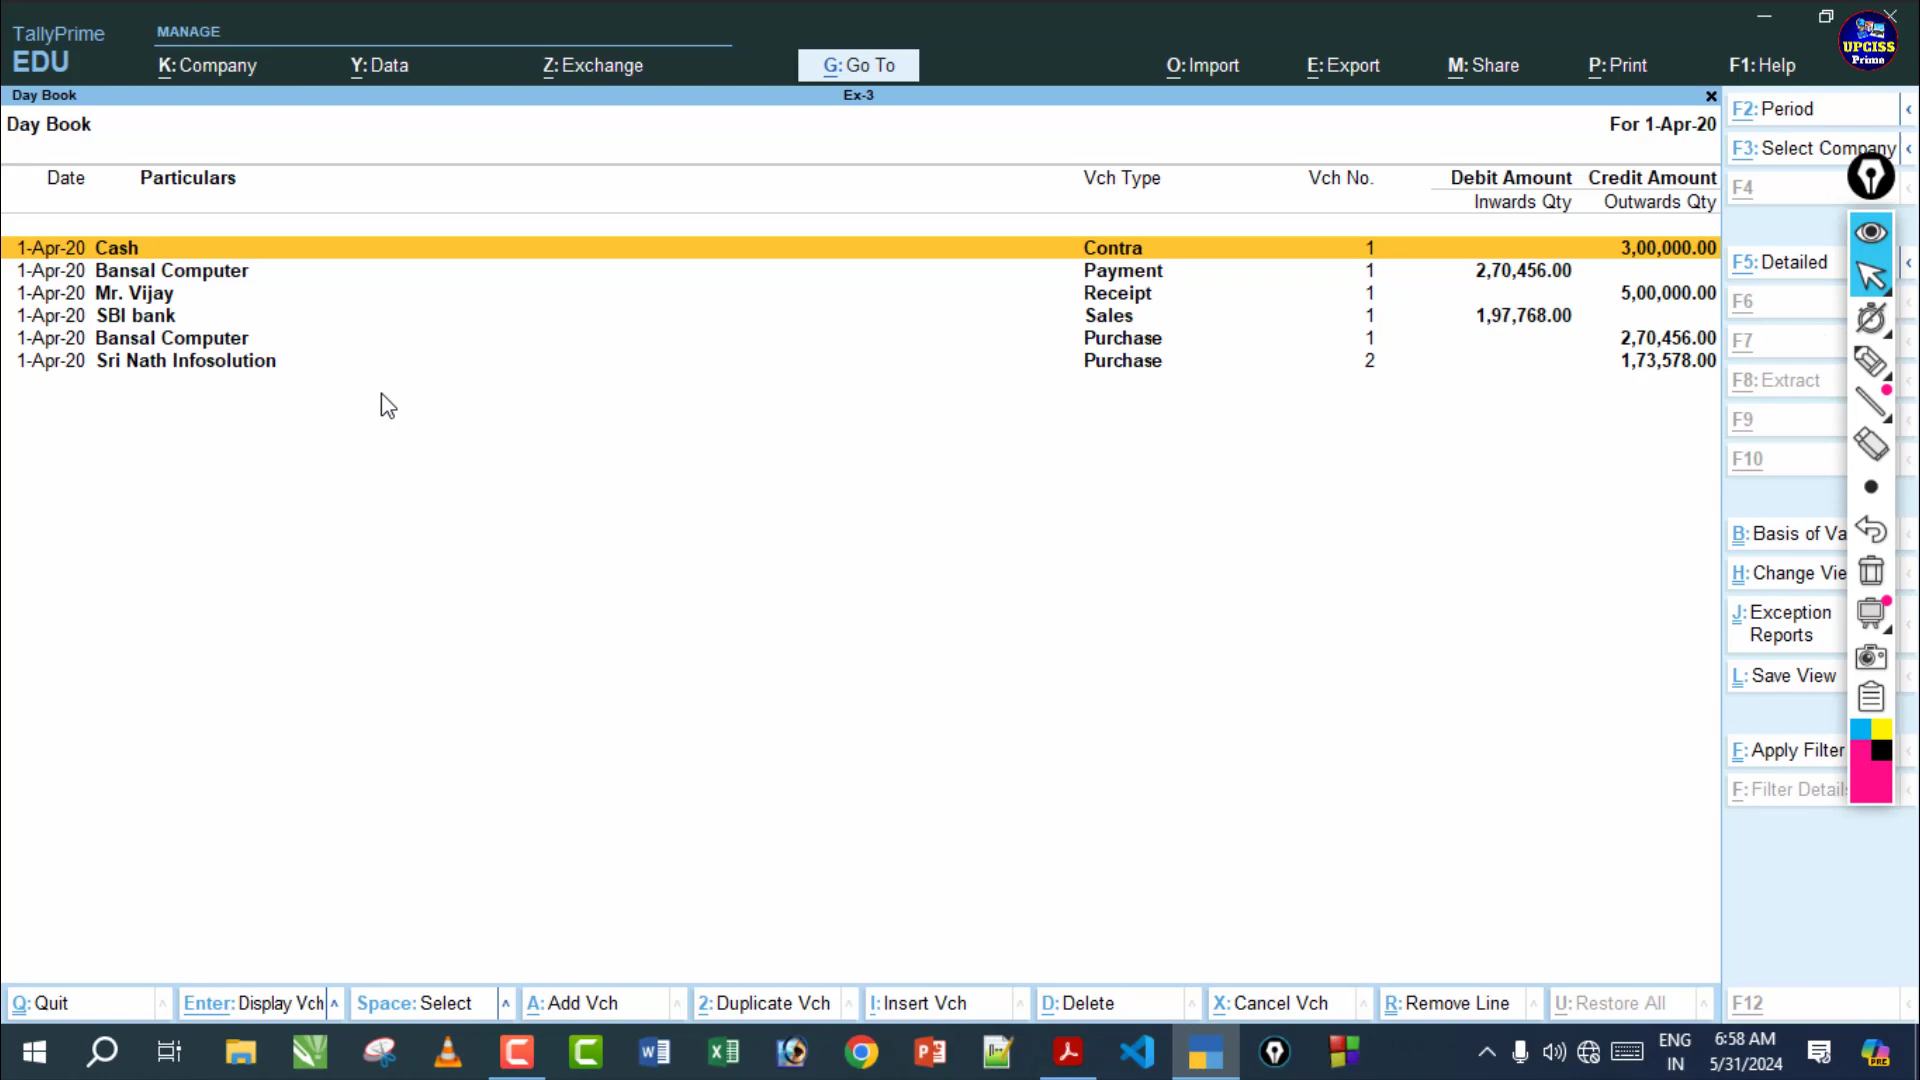 TallyPrime
EDU
MANAGE
K: Company
Y: Data
Z: Exchange
G: Go To
O: Import
E: Export
M: Share
P: Print
F1: Help
UPCISS
Prime
Day Book
Ex-3
Day Book
For 1-Apr-20
Date Particulars Vch Type Vch No. Debit Amount Credit Amount
Inwards Qty Outwards Qty
1-Apr-20 Cash Contra 1 3,00,000.00
1-Apr-20 Bansal Computer Payment 1 2,70,456.00
1-Apr-20 Mr. Vijay Receipt 1 5,00,000.00
1-Apr-20 SBI bank Sales 1 1,97,768.00
1-Apr-20 Bansal Computer Purchase 1 2,70,456.00
1-Apr-20 Sri Nath Infosolution Purchase 2 1,73,578.00
F2: Period
F3: Select Company
F4
F5: Detailed
F6
F7
F8: Extract
F9
F10
B: Basis of Va
H: Change Vie
J: Exception
Reports
L: Save View
F: Apply Filter
F: Filter Details
Q: Quit
Enter: Display Vch
Space: Select
A: Add Vch
2: Duplicate Vch
I: Insert Vch
D: Delete
X: Cancel Vch
R: Remove Line
U: Restore All
F12
ENG
IN
6:58 AM
5/31/2024
PRE